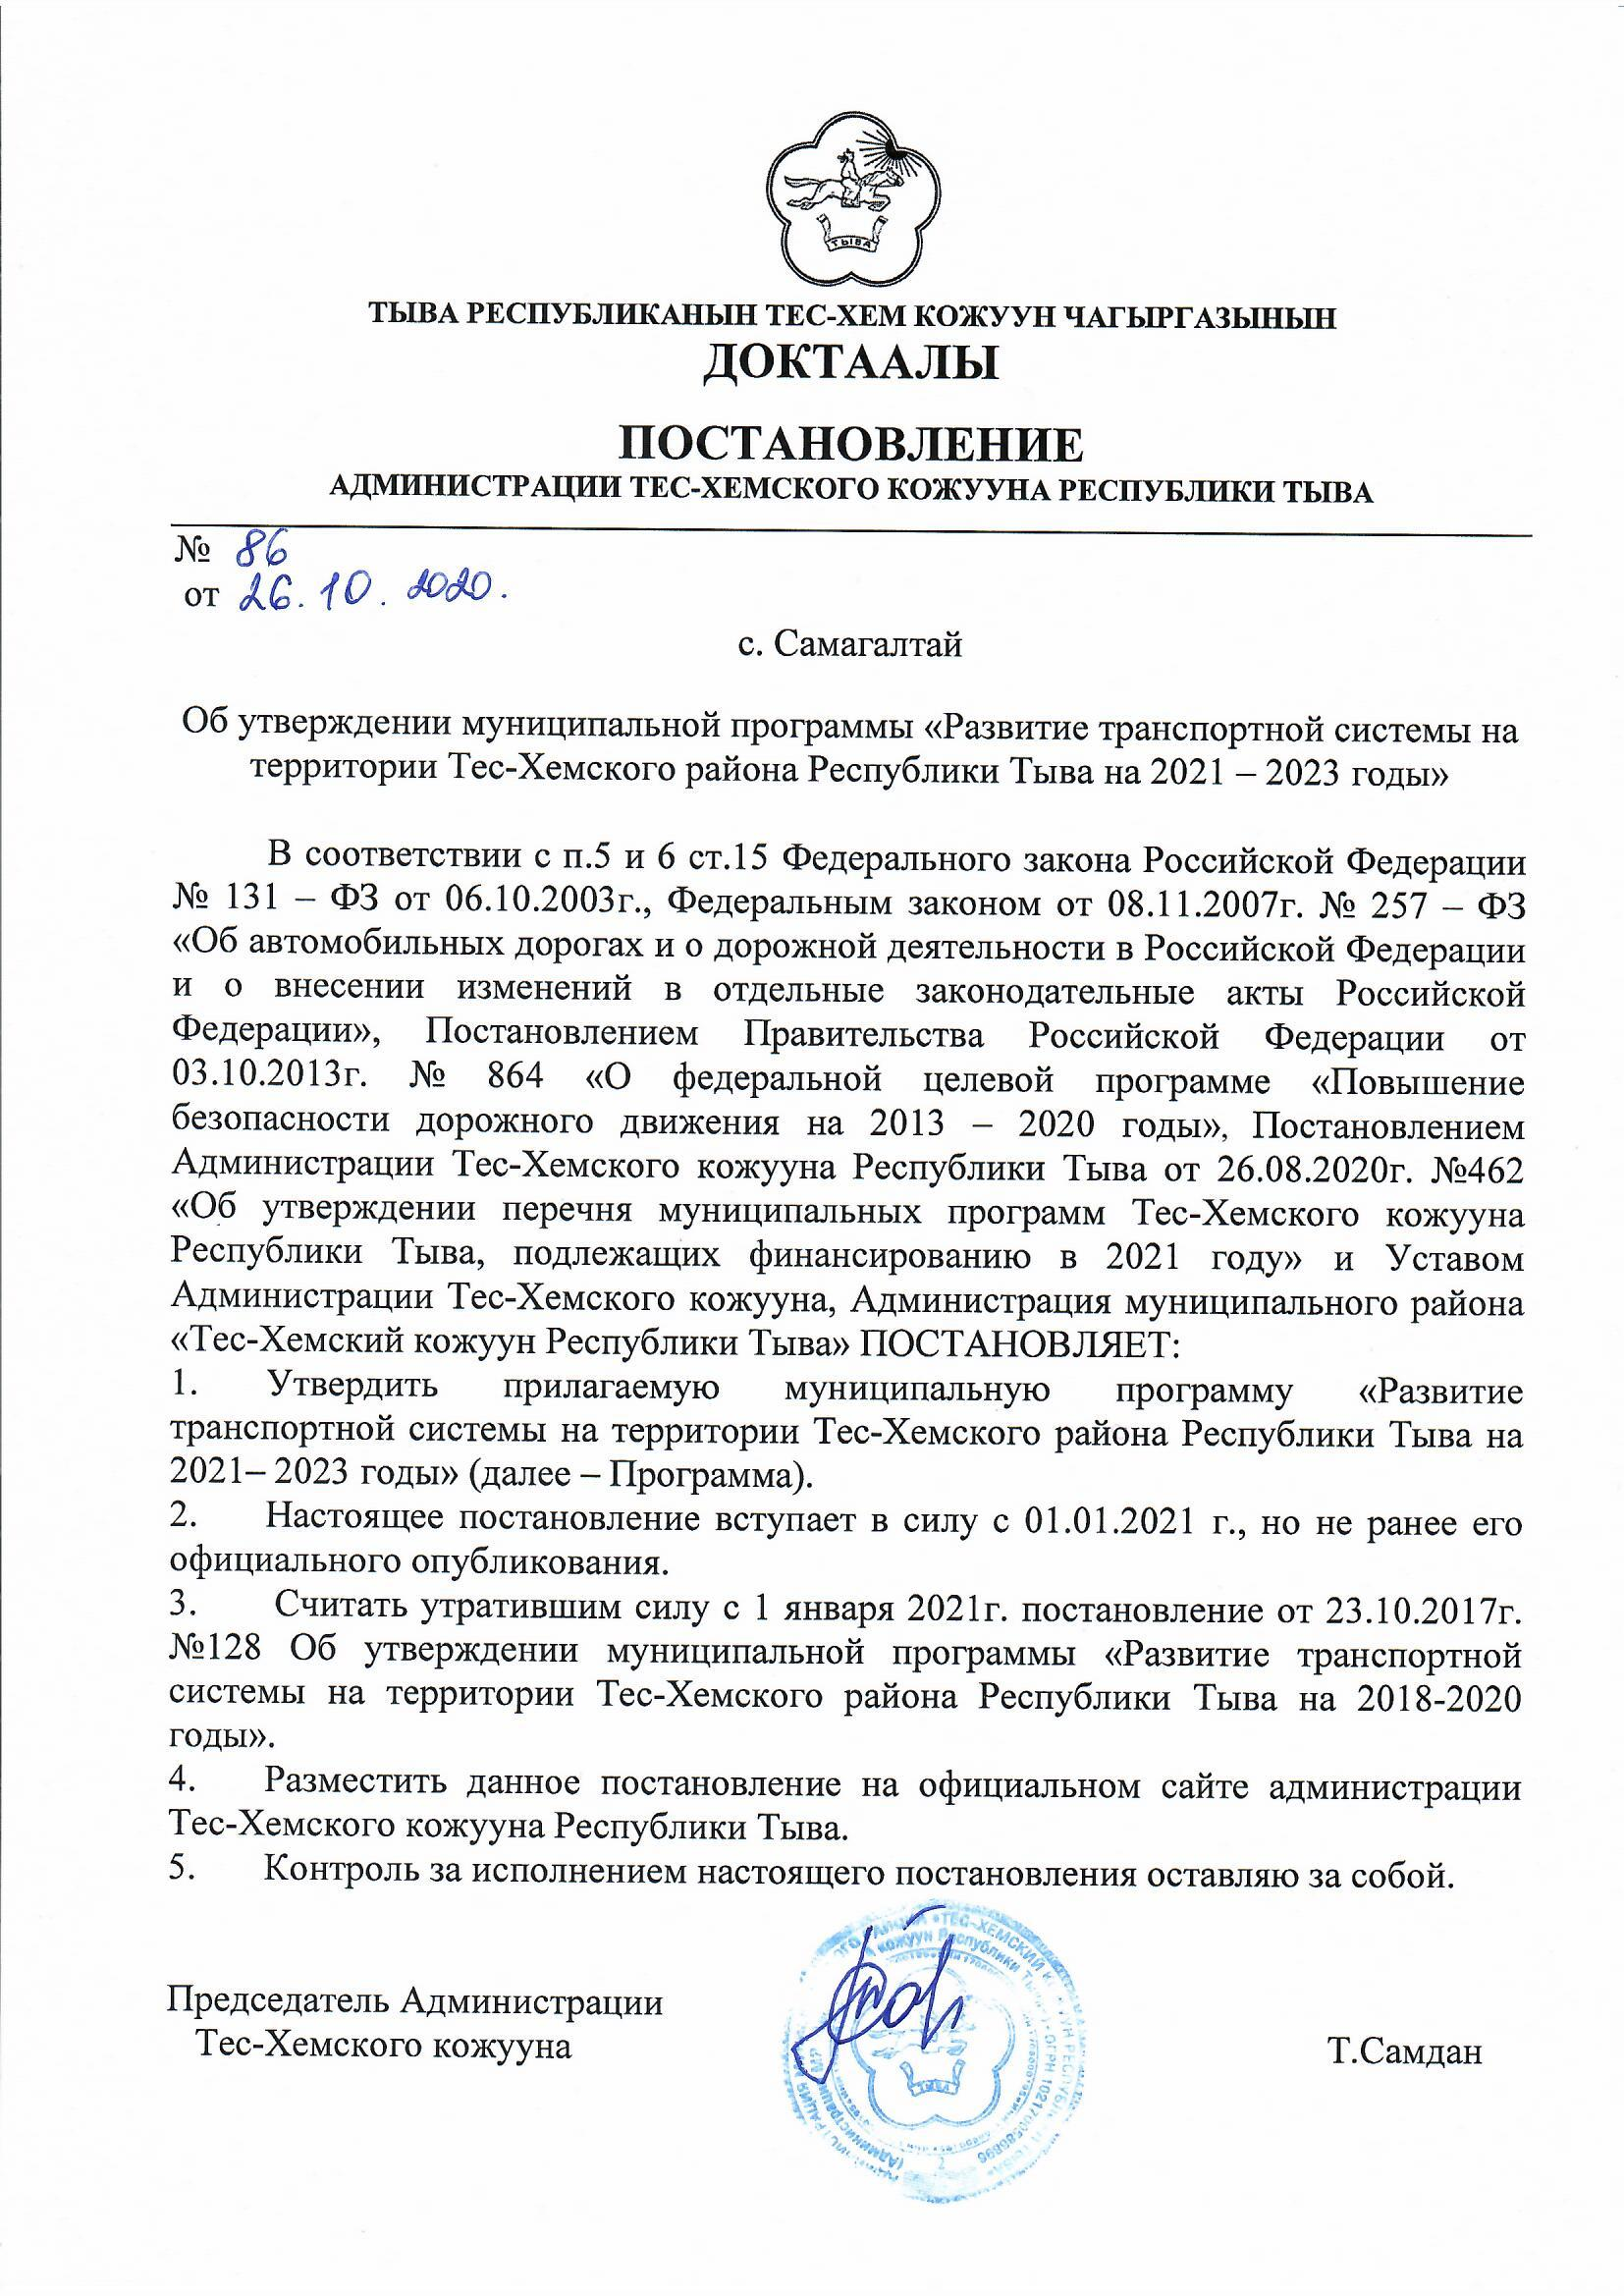 ТЫВА
ТЫВА РЕСПУБЛИКАНЫН ТЕС-ХЕМ КОЖУУН ЧАГЫРГАЗЫНЫН
ДОКТААЛЫ
ПОСТАНОВЛЕНИЕ
АДМИНИСТРАЦИИ ТЕС-ХЕМСКОГО КОЖУУНА РЕСПУБЛИКИ ТЫВА
№ 86
от 26.10.2020.
с. Самагалтай
Об утверждении муниципальной программы «Развитие транспортной системы на
территории Тес-Хемского района Республики Тыва на 2021 – 2023 годы»
В соответствии с п.5 и 6 ст.15 Федерального закона Российской Федерации
№ 131 – ФЗ от 06.10.2003г., Федеральным законом от 08.11.2007г. № 257 – ФЗ
«Об автомобильных дорогах и о дорожной деятельности в Российской Федерации
и о внесении изменений в отдельные законодательные акты Российской
Федерации», Постановлением Правительства Российской Федерации от
03.10.2013г. № 864 «О федеральной целевой программе «Повышение
безопасности дорожного движения на 2013 – 2020 годы», Постановлением
Администрации Тес-Хемского кожууна Республики Тыва от 26.08.2020г. №462
«Об утверждении перечня муниципальных программ Тес-Хемского кожууна
Республики Тыва, подлежащих финансированию в 2021 году» и Уставом
Администрации Тес-Хемского кожууна, Администрация муниципального района
«Тес-Хемский кожуун Республики Тыва» ПОСТАНОВЛЯЕТ:
1. Утвердить прилагаемую муниципальную программу «Развитие
транспортной системы на территории Тес-Хемского района Республики Тыва на
2021– 2023 годы» (далее – Программа).
2. Настоящее постановление вступает в силу с 01.01.2021 г., но не ранее его
официального опубликования.
3. Считать утратившим силу с 1 января 2021г. постановление от 23.10.2017г.
№128 Об утверждении муниципальной программы «Развитие транспортной
системы на территории Тес-Хемского района Республики Тыва на 2018-2020
годы».
4. Разместить данное постановление на официальном сайте администрации
Тес-Хемского кожууна Республики Тыва.
5. Контроль за исполнением настоящего постановления оставляю за собой.
Председатель Администрации
Тес-Хемского кожууна
Т.Самдан
«ТЕС-ХЕМСКИЙ
кожуун Республики
ТЫВА